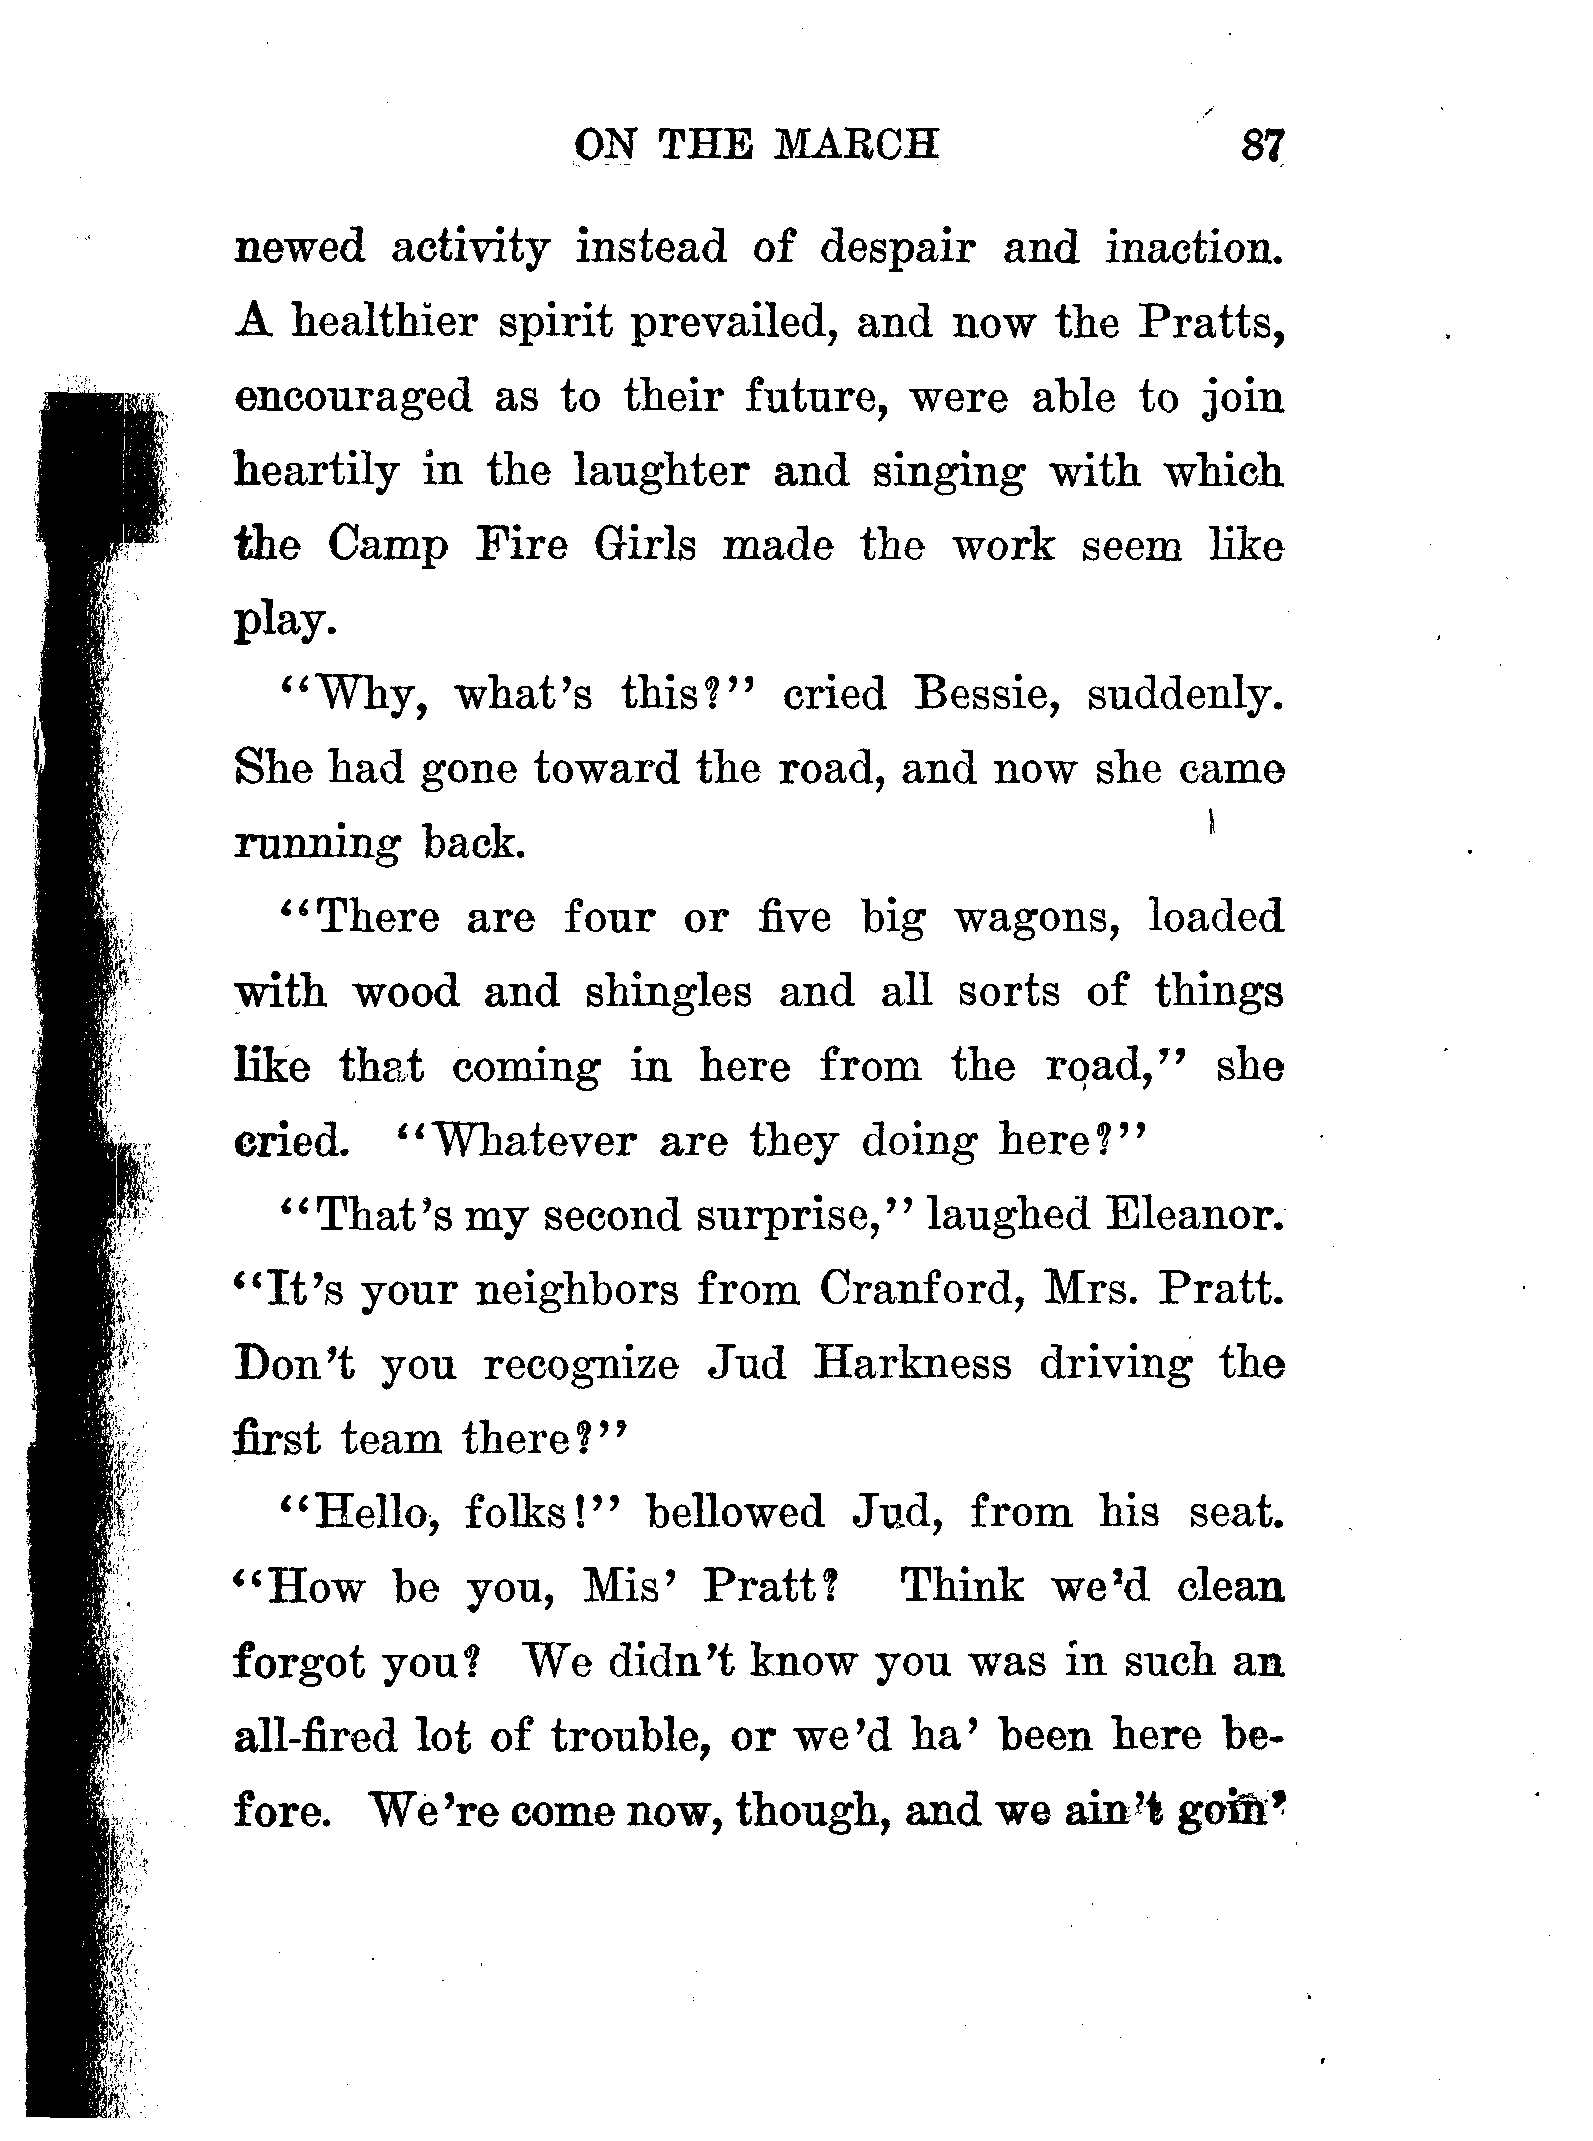 ON THE MARCH 87
newed activity instead of despair and inaction.
A healthier spirit prevailed, and now the Pratts,
encouraged as to their future, were able to join
heartily in the laughter and singing with which
the Camp Fire Girls made the work seem like
play.
“Why, what’s this?” cried Bessie, suddenly.
She had gone toward the road, and now she came
running back.
“There are four or five big wagons, loaded
with wood and shingles and all sorts of things
like that coming in here from the road,” she
cried. “Whatever are they doing here?”
“That’s my second surprise,” laughed Eleanor.
“It’s your neighbors from Cranford, Mrs. Pratt.
Don’t you recognize Jud Harkness driving the
first team there?”
“Hello, folks!” bellowed Jud, from his seat.
“How be you, Mis’ Pratt? Think we’d clean
forgot you? We didn’t know you was in such an
all-fired lot of trouble, or we’d ha’ been here be-
fore. We’re come now, though, and we ain’t goin’